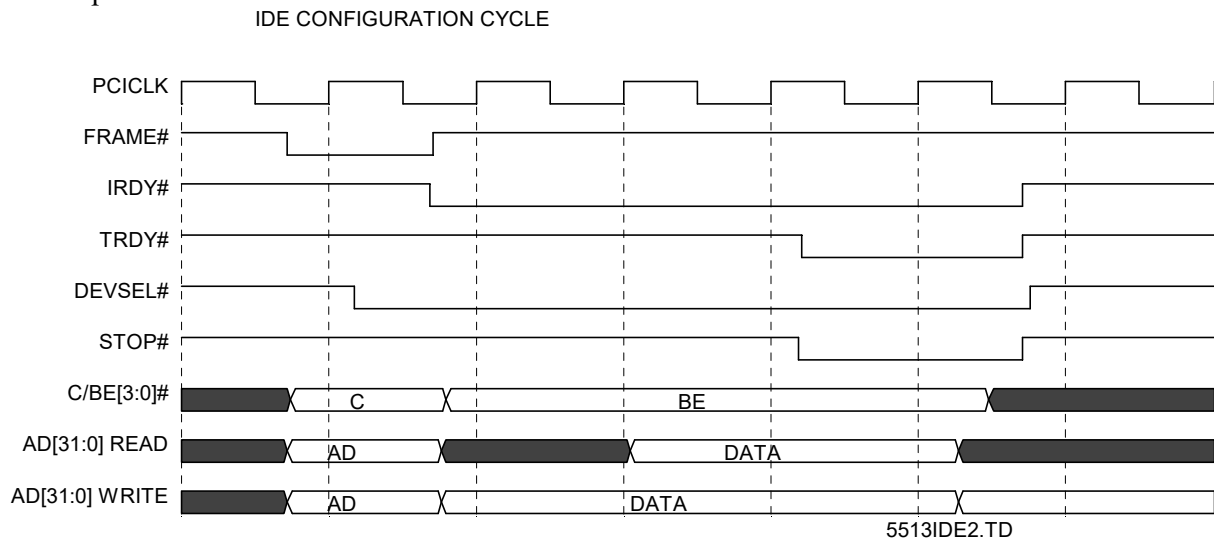 IDE CONFIGURATION CYCLE
PCICLK
FRAME#
IRDY#
TRDY#
DEVSEL#
STOP#
C/BE[3:0]# C BE
AD[31:0] READ AD DATA
AD[31:0] WRITE AD DATA
5513IDE2.TD